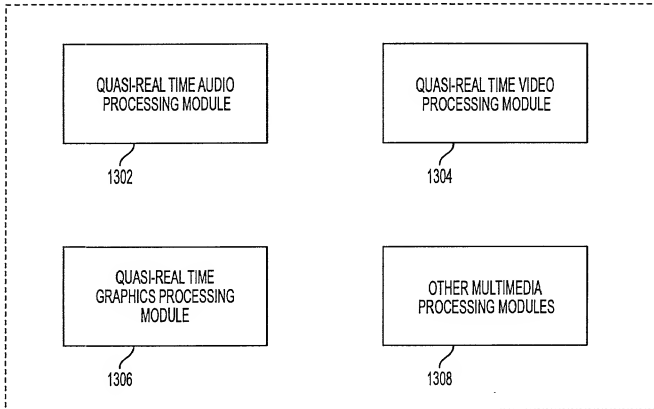 QUASI-REAL TIME AUDIO
PROCESSING MODULE
1302
QUASI-REAL TIME VIDEO
PROCESSING MODULE
1304
QUASI-REAL TIME
GRAPHICS PROCESSING
MODULE
1306
OTHER MULTIMEDIA
PROCESSING MODULES
1308